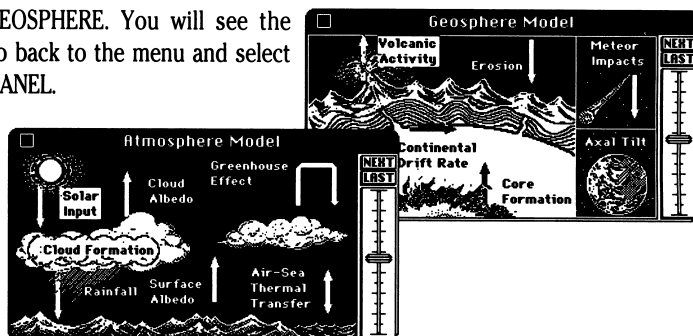 EOSPHERE. You will see the
o back to the menu and select
ANEL.
Geosphere Model
Volcanic
Activity
Erosion
Meteor
Impacts
NEXT
LAST
Continental
Drift Rate
Axal Tilt
Core
Formation
Atmosphere Model
Solar
Input
Cloud
Albedo
Greenhouse
Effect
NEXT
LAST
Cloud Formation
Rainfall
Surface
Albedo
Air-Sea
Thermal
Transfer